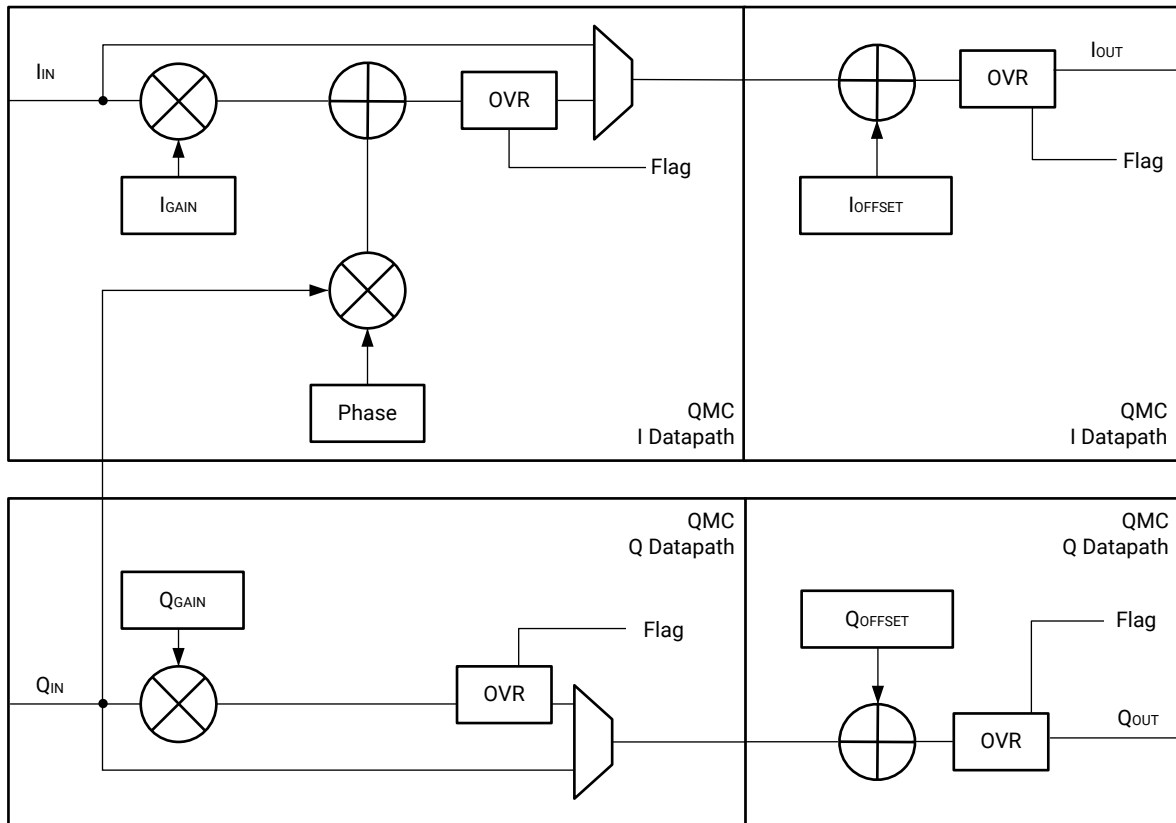 IIN
OVR
IOUT
OVR
Flag
Flag
IGAIN
IOFFSET
Phase
QMC
I Datapath
QMC
I Datapath
QMC
Q Datapath
QMC
Q Datapath
QGAIN
QOFFSET
Flag
Flag
QIN
OVR
QOUT
OVR